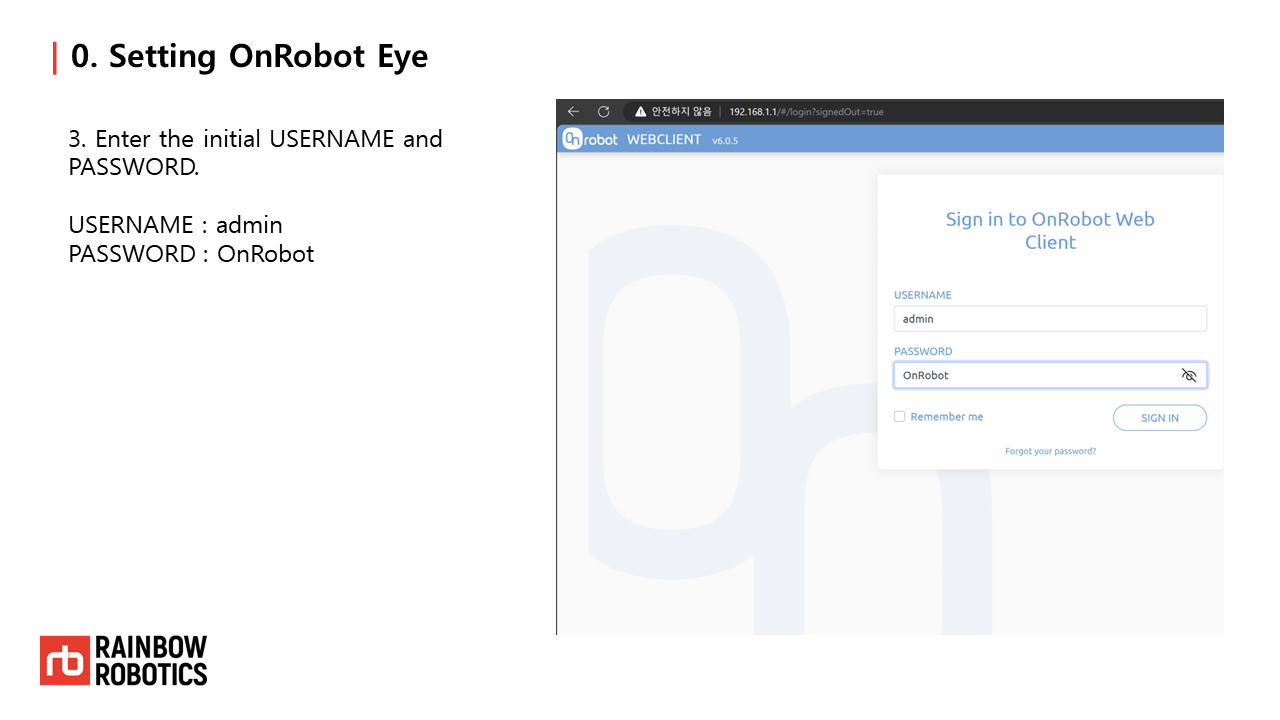 0. Setting OnRobot Eye
3. Enter the initial USERNAME and
PASSWORD.
USERNAME : admin
PASSWORD : OnRobot
안전하지 않음 192.168.1.1/#/login?signedOut=true
On robot WEBCLIENT v6.0.5
Sign in to OnRobot Web
Client
USERNAME
admin
PASSWORD
OnRobot
Remember me
SIGN IN
Forgot your password?
rb RAINBOW
ROBOTICS